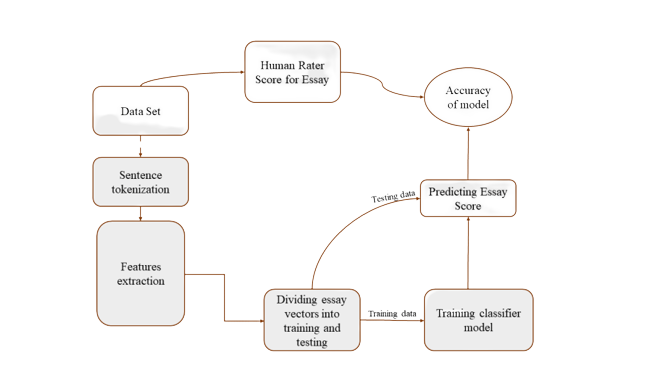 Human Rater
Score for Essay
Accuracy
of model
Data Set
Sentence
tokenization
Testing data
Predicting Essay
Score
Features
extraction
Dividing essay
vectors into
training and
testing
Training data
Training classifier
model